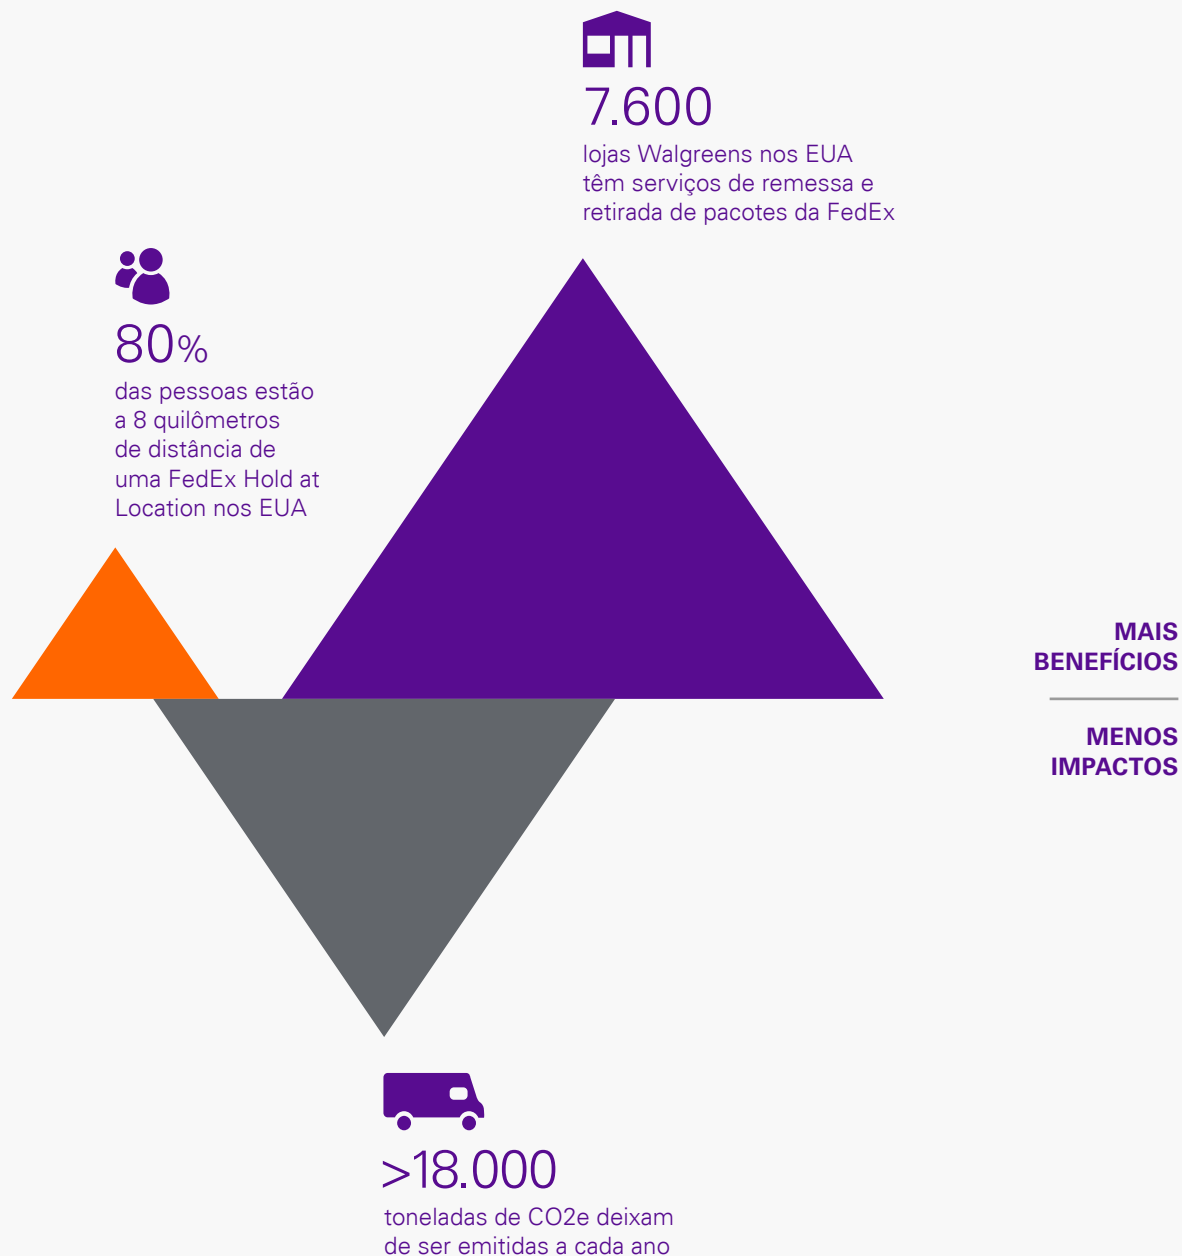 7.600
lojas Walgreens nos EUA
têm serviços de remessa e
retirada de pacotes da FedEx
80%
das pessoas estão
a 8 quilômetros
de distância de
uma FedEx Hold at
Location nos EUA
MAIS
BENEFÍCIOS
MENOS
IMPACTOS
>18.000
toneladas de CO2e deixam
de ser emitidas a cada ano